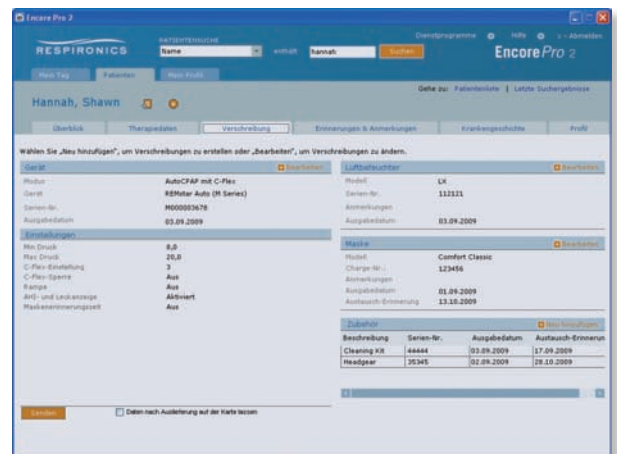 Encore Pro 2
Dienstprogramme Hilfe Abmelden
RESPIRONICS
PATIENTENSUCHE
Name enthält hannah Suchen
EncorePro 2
Mein Tag Patienten Mein Profil
Gehe zu: Patientenliste | Letzte Suchergebnisse
Hannah, Shawn
Überblick Therapiedaten Verschreibung Erinnerungen & Anmerkungen Krankengeschichte Profil
Wählen Sie „Neu hinzufügen“, um Verschreibungen zu erstellen oder „Bearbeiten“, um Verschreibungen zu ändern.
Gerät Bearbeiten
Modus AutoCPAP mit C-Flex
Gerät REMstar Auto (M Series)
Serien-Nr. M000003678
Ausgabedatum 03.09.2009
Einstellungen
Min Druck 8,0
Max Druck 20,0
C-Flex-Einstellung 3
C-Flex-Sperre Aus
Rampe Aus
AHG- und Leckanzeige Aktiviert
Maskenerinnerungszeit Aus
Luftbefeuchter Bearbeiten
Modell LX
Serien-Nr. 112121
Anmerkungen
Ausgabedatum 03.09.2009
Maske Bearbeiten
Modell Comfort Classic
Charge-Nr.: 123456
Anmerkungen
Ausgabedatum 01.09.2009
Austausch-Erinnerung 13.10.2009
Zubehör Neu hinzufügen
Beschreibung Serien-Nr. Ausgabedatum Austausch-Erinnerun
Cleaning Kit 44444 03.09.2009 17.09.2009
Headgear 35345 02.09.2009 28.10.2009
Senden Daten nach Auslieferung auf der Karte lassen